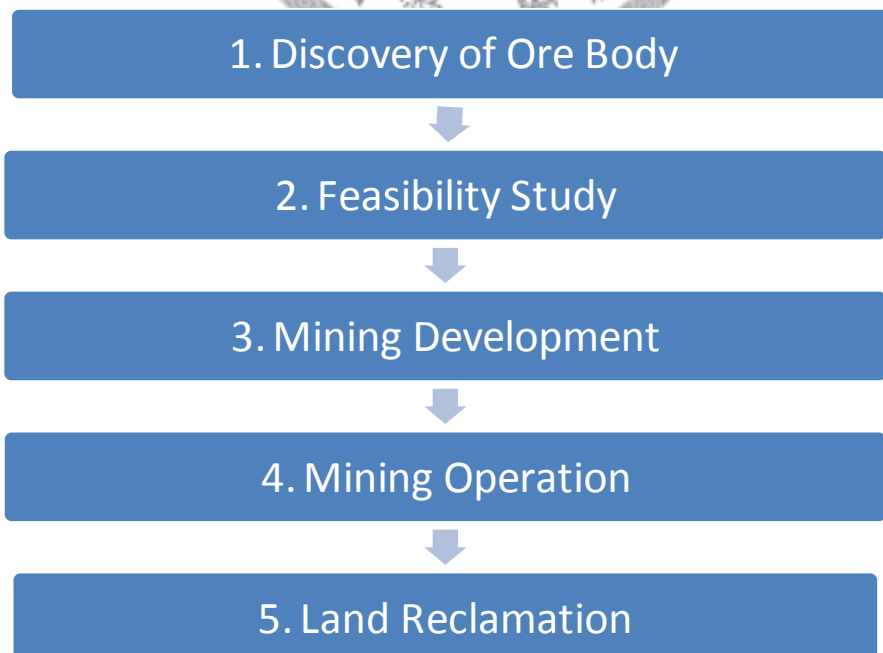 1. Discovery of Ore Body
2. Feasibility Study
3. Mining Development
4. Mining Operation
5. Land Reclamation